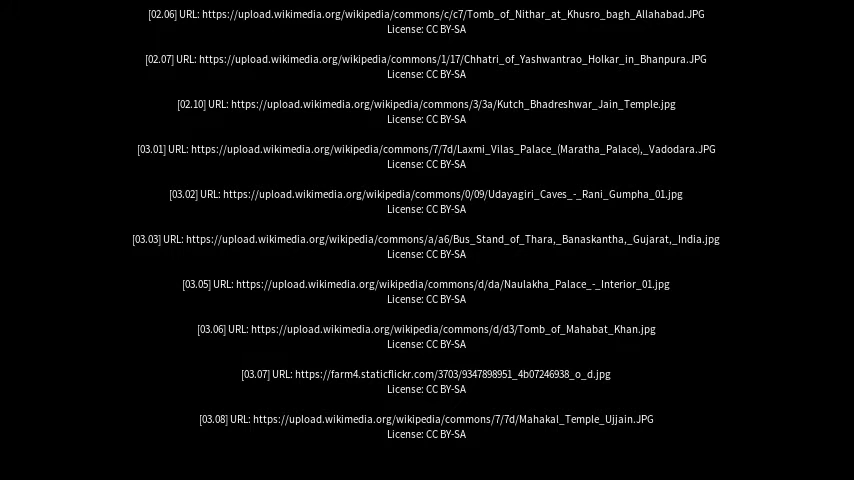 [02.06] URL: https://upload.wikimedia.org/wikipedia/commons/c/c7/Tomb_of_Nithar_at_Khusro_bagh_Allahabad.JPG
License: CC BY-SA
[02.07] URL: https://upload.wikimedia.org/wikipedia/commons/1/17/Chhatri_of_Yashwantrao_Holkar_in_Bhanpura.JPG
License: CC BY-SA
[02.10] URL: https://upload.wikimedia.org/wikipedia/commons/3/3a/Kutch_Bhadreshwar_Jain_Temple.jpg
License: CC BY-SA
[03.01] URL: https://upload.wikimedia.org/wikipedia/commons/7/7d/Laxmi_Vilas_Palace_(Maratha_Palace),_Vadodara.JPG
License: CC BY-SA
[03.02] URL: https://upload.wikimedia.org/wikipedia/commons/0/09/Udayagiri_Caves_-_Rani_Gumpha_01.jpg
License: CC BY-SA
[03.03] URL: https://upload.wikimedia.org/wikipedia/commons/a/a6/Bus_Stand_of_Thara,_Banaskantha,_Gujarat,_India.jpg
License: CC BY-SA
[03.05] URL: https://upload.wikimedia.org/wikipedia/commons/d/da/Naulakha_Palace_-_Interior_01.jpg
License: CC BY-SA
[03.06] URL: https://upload.wikimedia.org/wikipedia/commons/d/d3/Tomb_of_Mahabat_Khan.jpg
License: CC BY-SA
[03.07] URL: https://farm4.staticflickr.com/3703/9347898951_4b07246938_o_d.jpg
License: CC BY-SA
[03.08] URL: https://upload.wikimedia.org/wikipedia/commons/7/7d/Mahakal_Temple_Ujjain.JPG
License: CC BY-SA